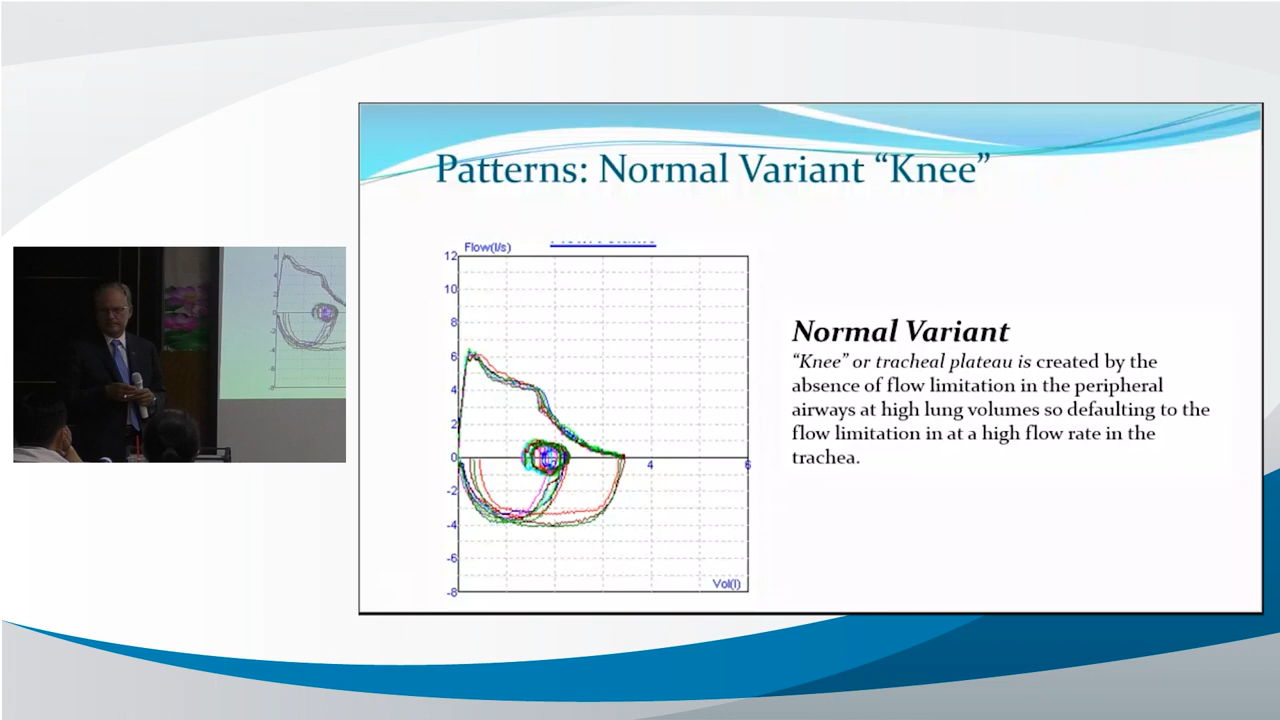 Patterns: Normal Variant “Knee”
Flow(l/s)
12
10
8
6
4
2
0
-2
-4
-6
-8
4
6
Vol(l)
Normal Variant
“Knee” or tracheal plateau is created by the
absence of flow limitation in the peripheral
airways at high lung volumes so defaulting to the
flow limitation in at a high flow rate in the
trachea.